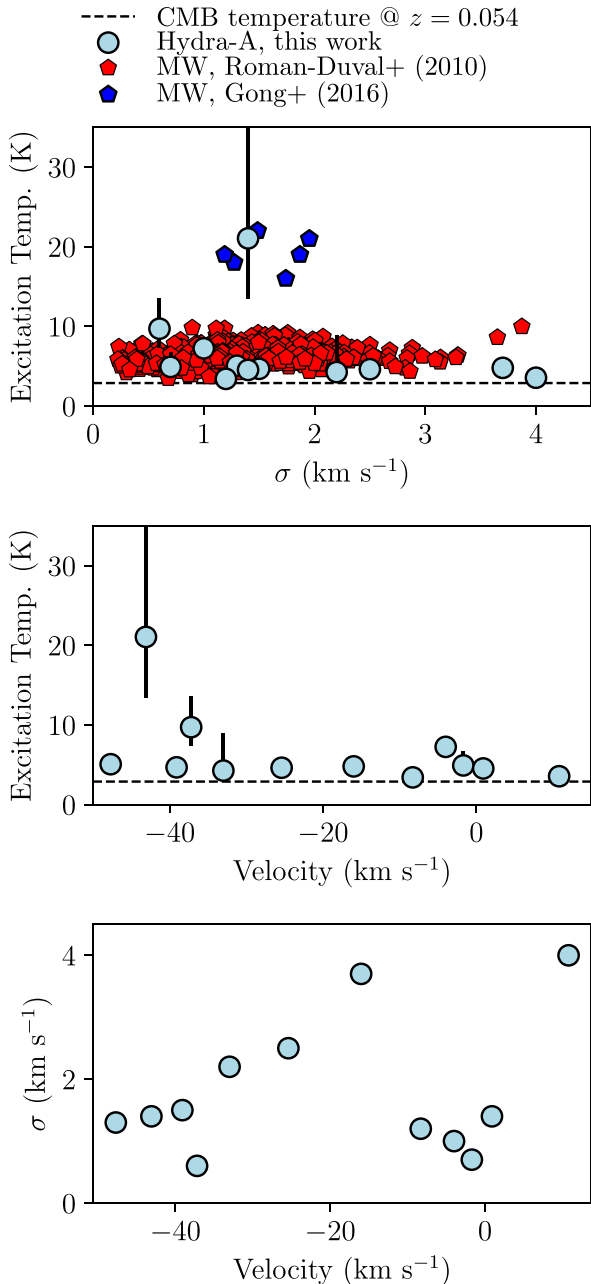 CMB temperature @ z = 0.054
Hydra-A, this work
MW, Roman-Duval+ (2010)
MW, Gong+ (2016)
Excitation Temp. (K)
30
20
10
0
0 1 2 3 4
σ (km s⁻¹)
Excitation Temp. (K)
30
20
10
0
−40 −20 0
Velocity (km s⁻¹)
σ (km s⁻¹)
4
2
0
−40 −20 0
Velocity (km s⁻¹)